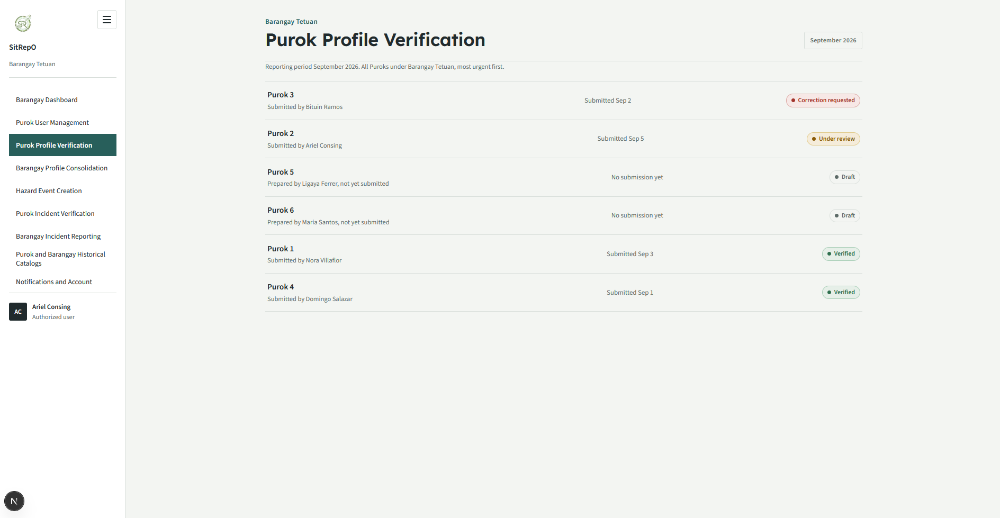 SR
SitRepO
Barangay Tetuan
Barangay Dashboard
Purok User Management
Purok Profile Verification
Barangay Profile Consolidation
Hazard Event Creation
Purok Incident Verification
Barangay Incident Reporting
Purok and Barangay Historical
Catalogs
Notifications and Account
AC
Ariel Consing
Authorized user
N
Barangay Tetuan
Purok Profile Verification
September 2026
Reporting period September 2026. All Puroks under Barangay Tetuan, most urgent first.
Purok 3
Submitted by Bituin Ramos
Submitted Sep 2
Correction requested
Purok 2
Submitted by Ariel Consing
Submitted Sep 5
Under review
Purok 5
Prepared by Ligaya Ferrer, not yet submitted
No submission yet
Draft
Purok 6
Prepared by Maria Santos, not yet submitted
No submission yet
Draft
Purok 1
Submitted by Nora Villaflor
Submitted Sep 3
Verified
Purok 4
Submitted by Domingo Salazar
Submitted Sep 1
Verified